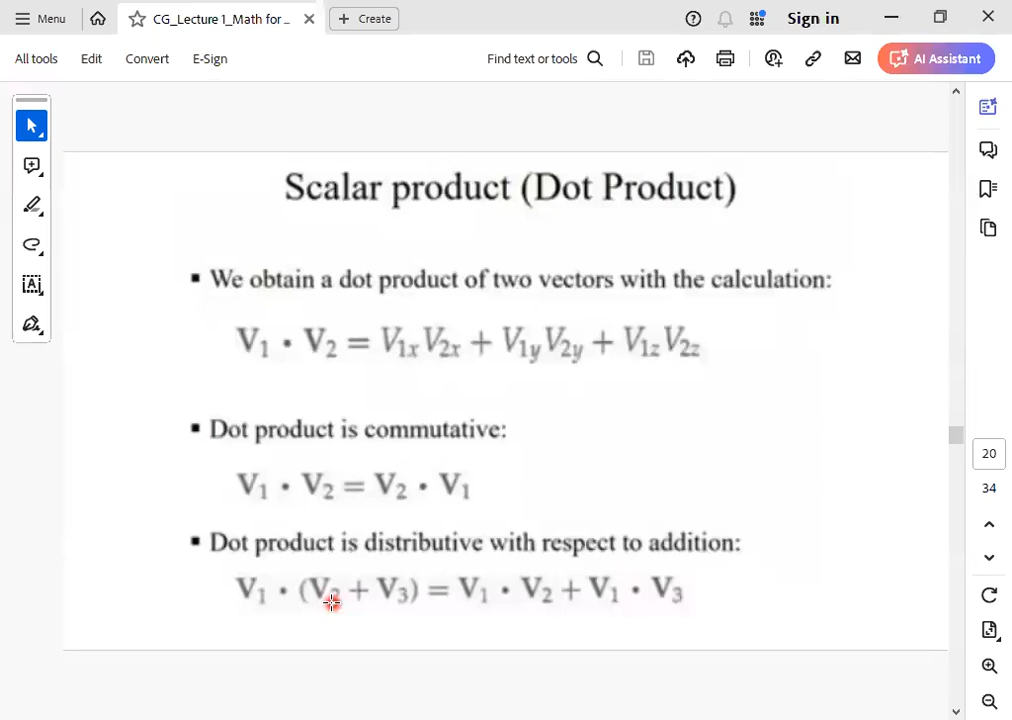 Menu
CG_Lecture 1_Math for ...
Create
Sign in
All tools
Edit
Convert
E-Sign
Find text or tools
AI Assistant
Scalar product (Dot Product)
▪ We obtain a dot product of two vectors with the calculation:
V₁ • V₂ = V₁ₓV₂ₓ + V₁yV₂y + V₁zV₂z
▪ Dot product is commutative:
V₁ • V₂ = V₂ • V₁
▪ Dot product is distributive with respect to addition:
V₁ • (V₂ + V₃) = V₁ • V₂ + V₁ • V₃
20
34